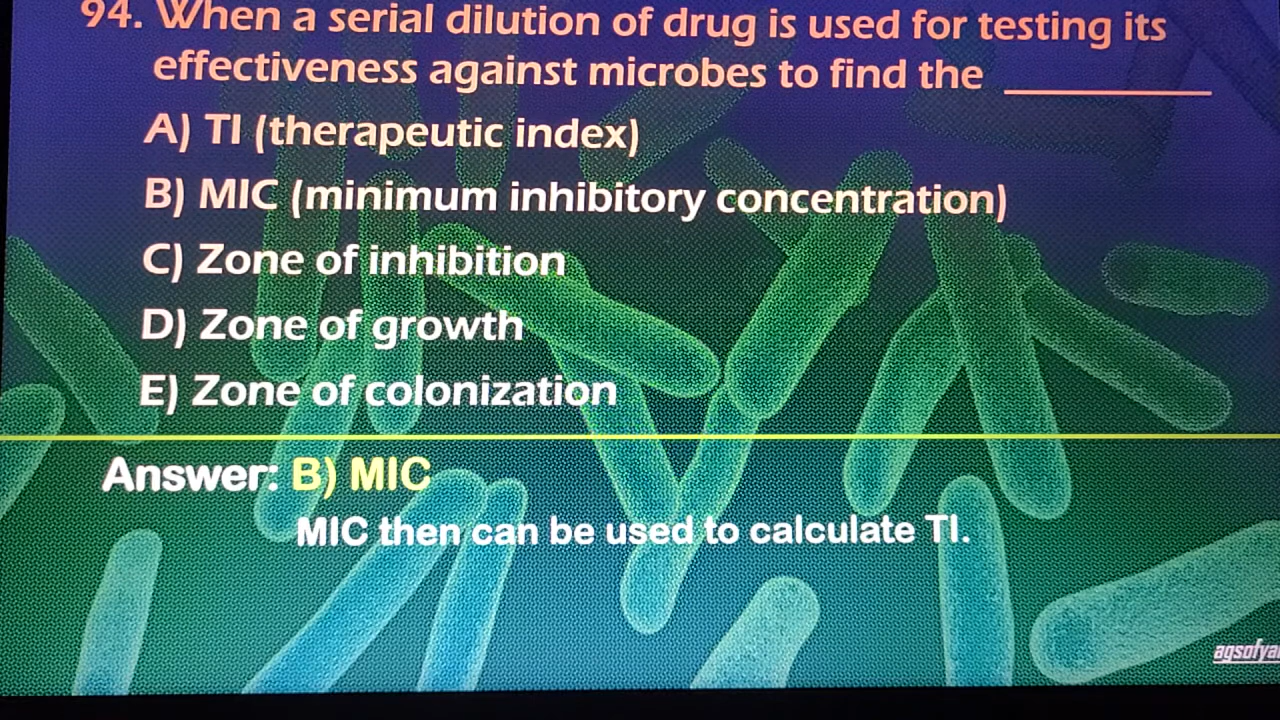 94. When a serial dilution of drug is used for testing its
effectiveness against microbes to find the __________
A) TI (therapeutic index)
B) MIC (minimum inhibitory concentration)
C) Zone of inhibition
D) Zone of growth
E) Zone of colonization
Answer: B) MIC
MIC then can be used to calculate TI.